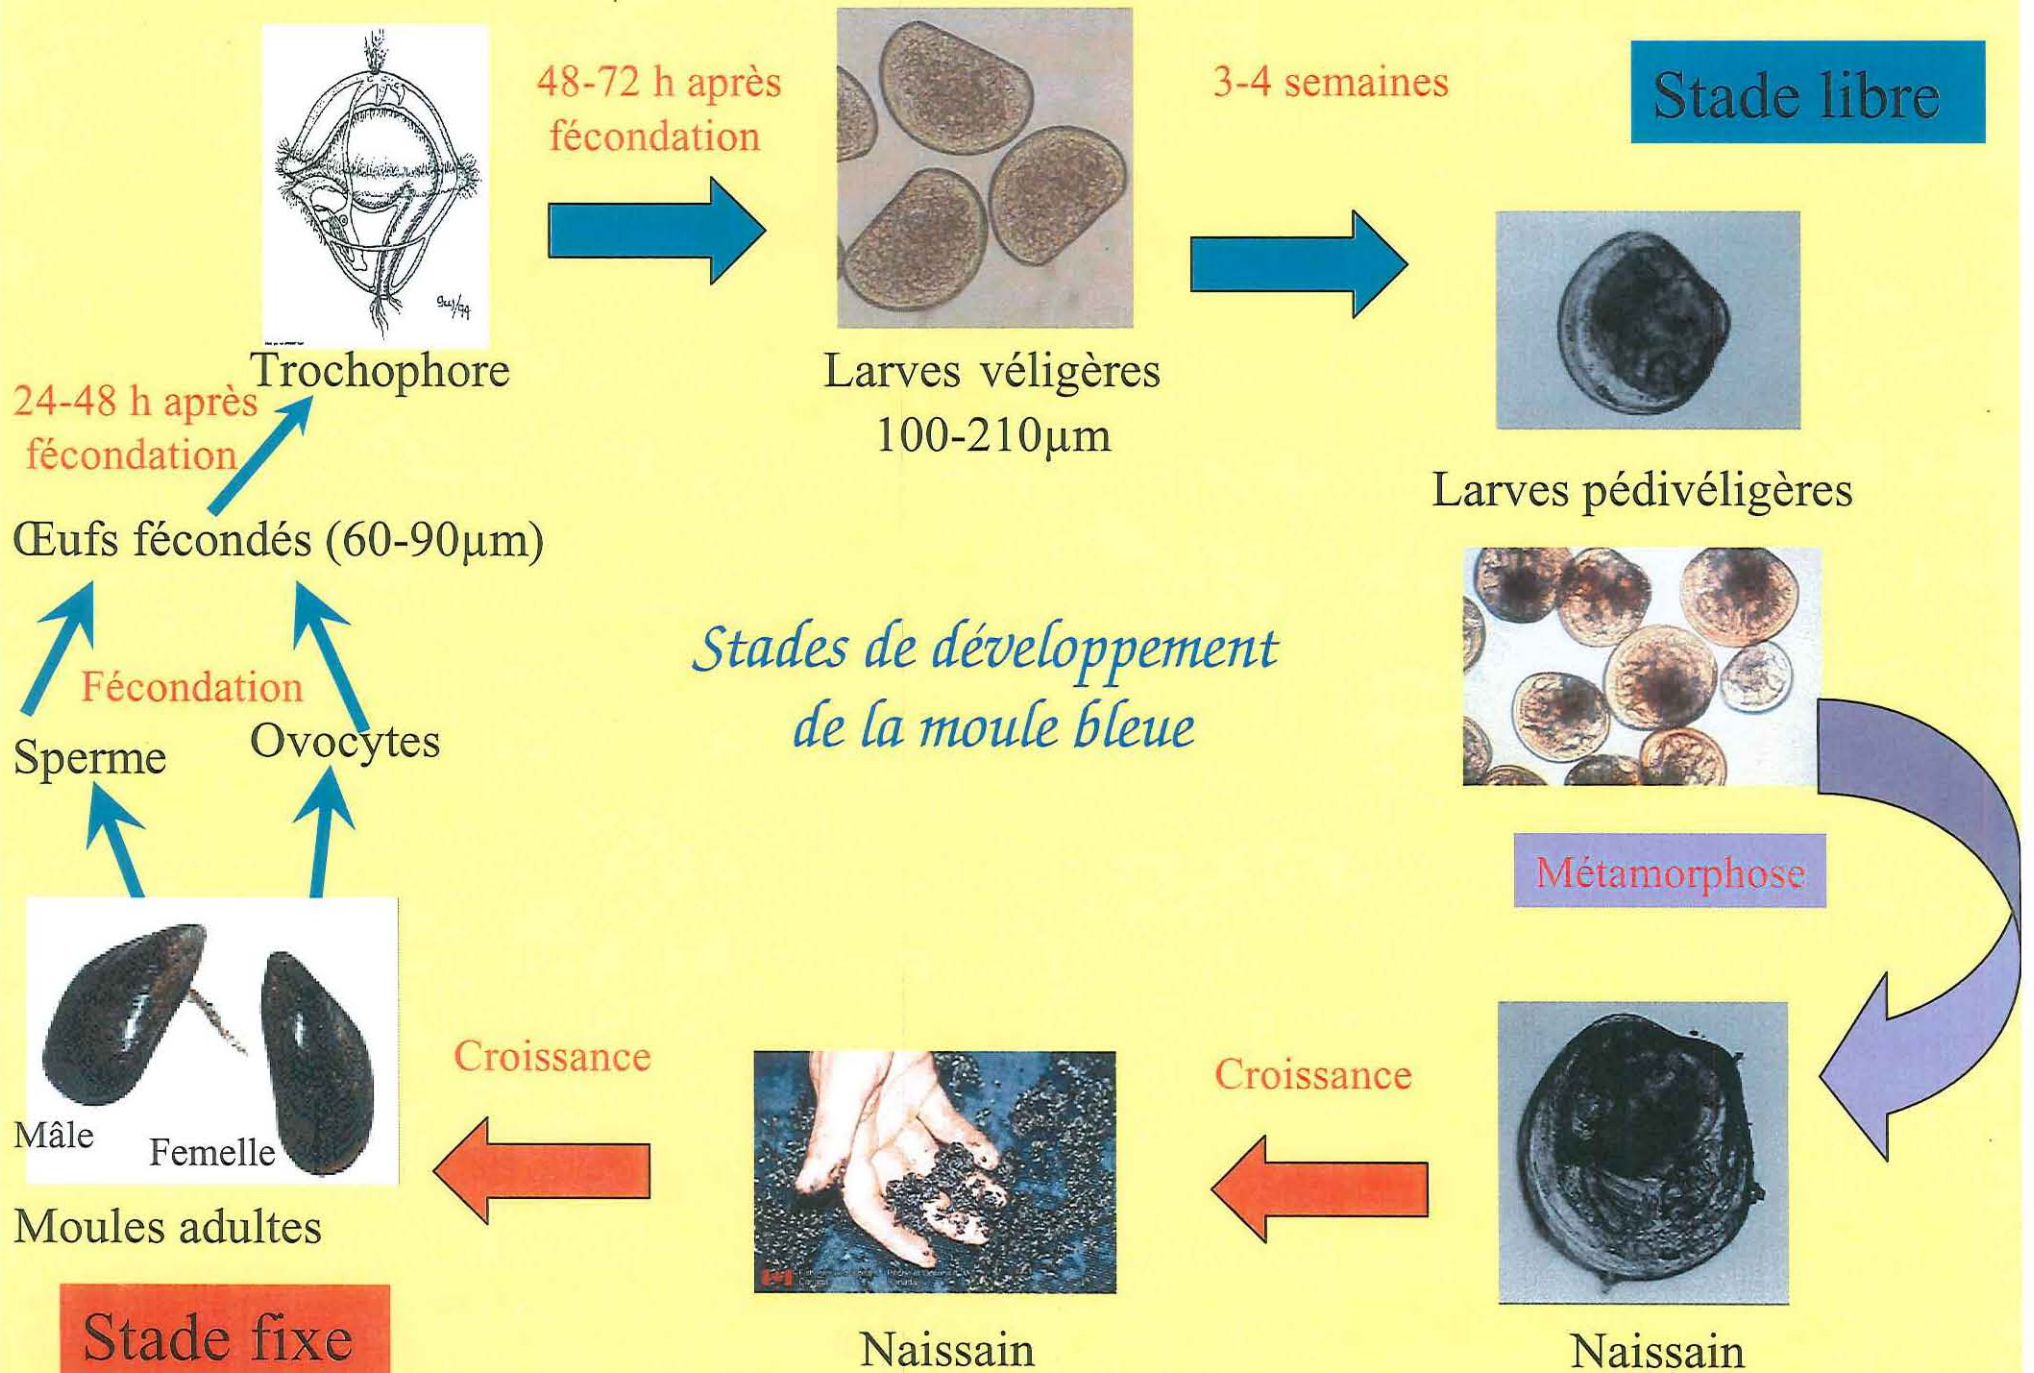 48-72 h après
fécondation
3-4 semaines
Stade libre
Trochophore
Larves véligères
100-210µm
Larves pédivéligères
24-48 h après
fécondation
Œufs fécondés (60-90µm)
Fécondation
Sperme
Ovocytes
Stades de développement
de la moule bleue
Métamorphose
Mâle
Femelle
Moules adultes
Croissance
Croissance
Stade fixe
Naissain
Naissain